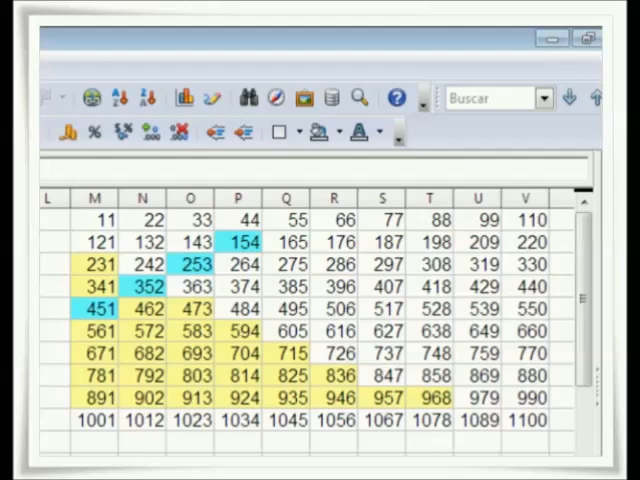 Buscar
L M N O P Q R S T U V
11 22 33 44 55 66 77 88 99 110
121 132 143 154 165 176 187 198 209 220
231 242 253 264 275 286 297 308 319 330
341 352 363 374 385 396 407 418 429 440
451 462 473 484 495 506 517 528 539 550
561 572 583 594 605 616 627 638 649 660
671 682 693 704 715 726 737 748 759 770
781 792 803 814 825 836 847 858 869 880
891 902 913 924 935 946 957 968 979 990
1001 1012 1023 1034 1045 1056 1067 1078 1089 1100